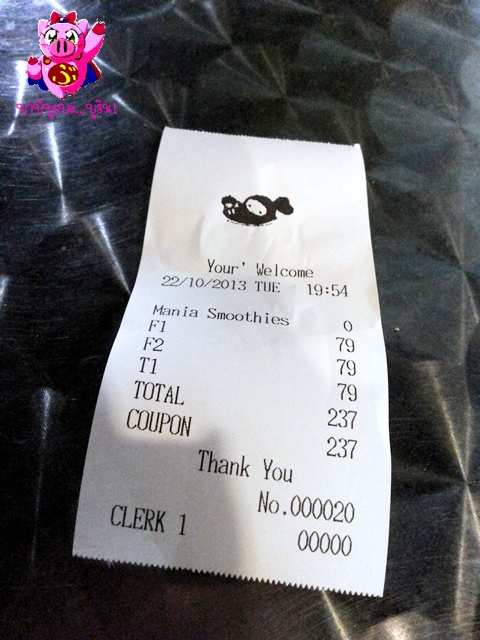 Your' Welcome
22/10/2013 TUE 19:54
Mania Smoothies 0
F1 79
F2 79
T1 79
TOTAL 237
COUPON 237
Thank You
No.000020
CLERK 1 00000